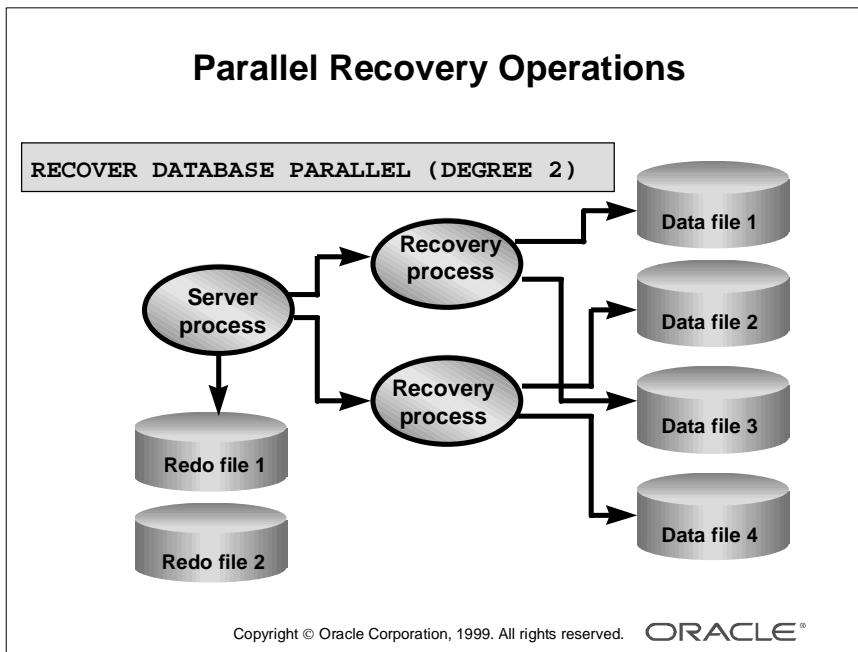 Parallel Recovery Operations
RECOVER DATABASE PARALLEL (DEGREE 2)
Server
process
Recovery
process
Recovery
process
Redo file 1
Redo file 2
Data file 1
Data file 2
Data file 3
Data file 4
Copyright © Oracle Corporation, 1999. All rights reserved.
ORACLE®